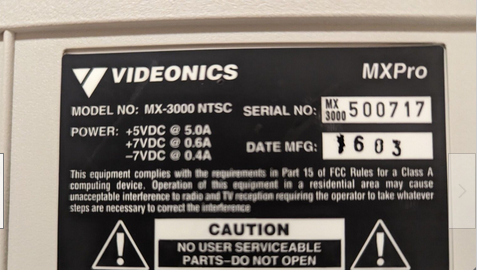 VIDEONICS
MXPro
MODEL NO: MX-3000 NTSC
SERIAL NO: MX 3000 500717
POWER: +5VDC @ 5.0A
+7VDC @ 0.6A
-7VDC @ 0.4A
DATE MFG: 1603
This equipment complies with the requirements in Part 15 of FCC Rules for a Class A
computing device. Operation of this equipment in a residential area may cause
unacceptable interference to radio and TV reception requiring the operator to take whatever
steps are necessary to correct the interference
CAUTION
NO USER SERVICEABLE
PARTS-DO NOT OPEN